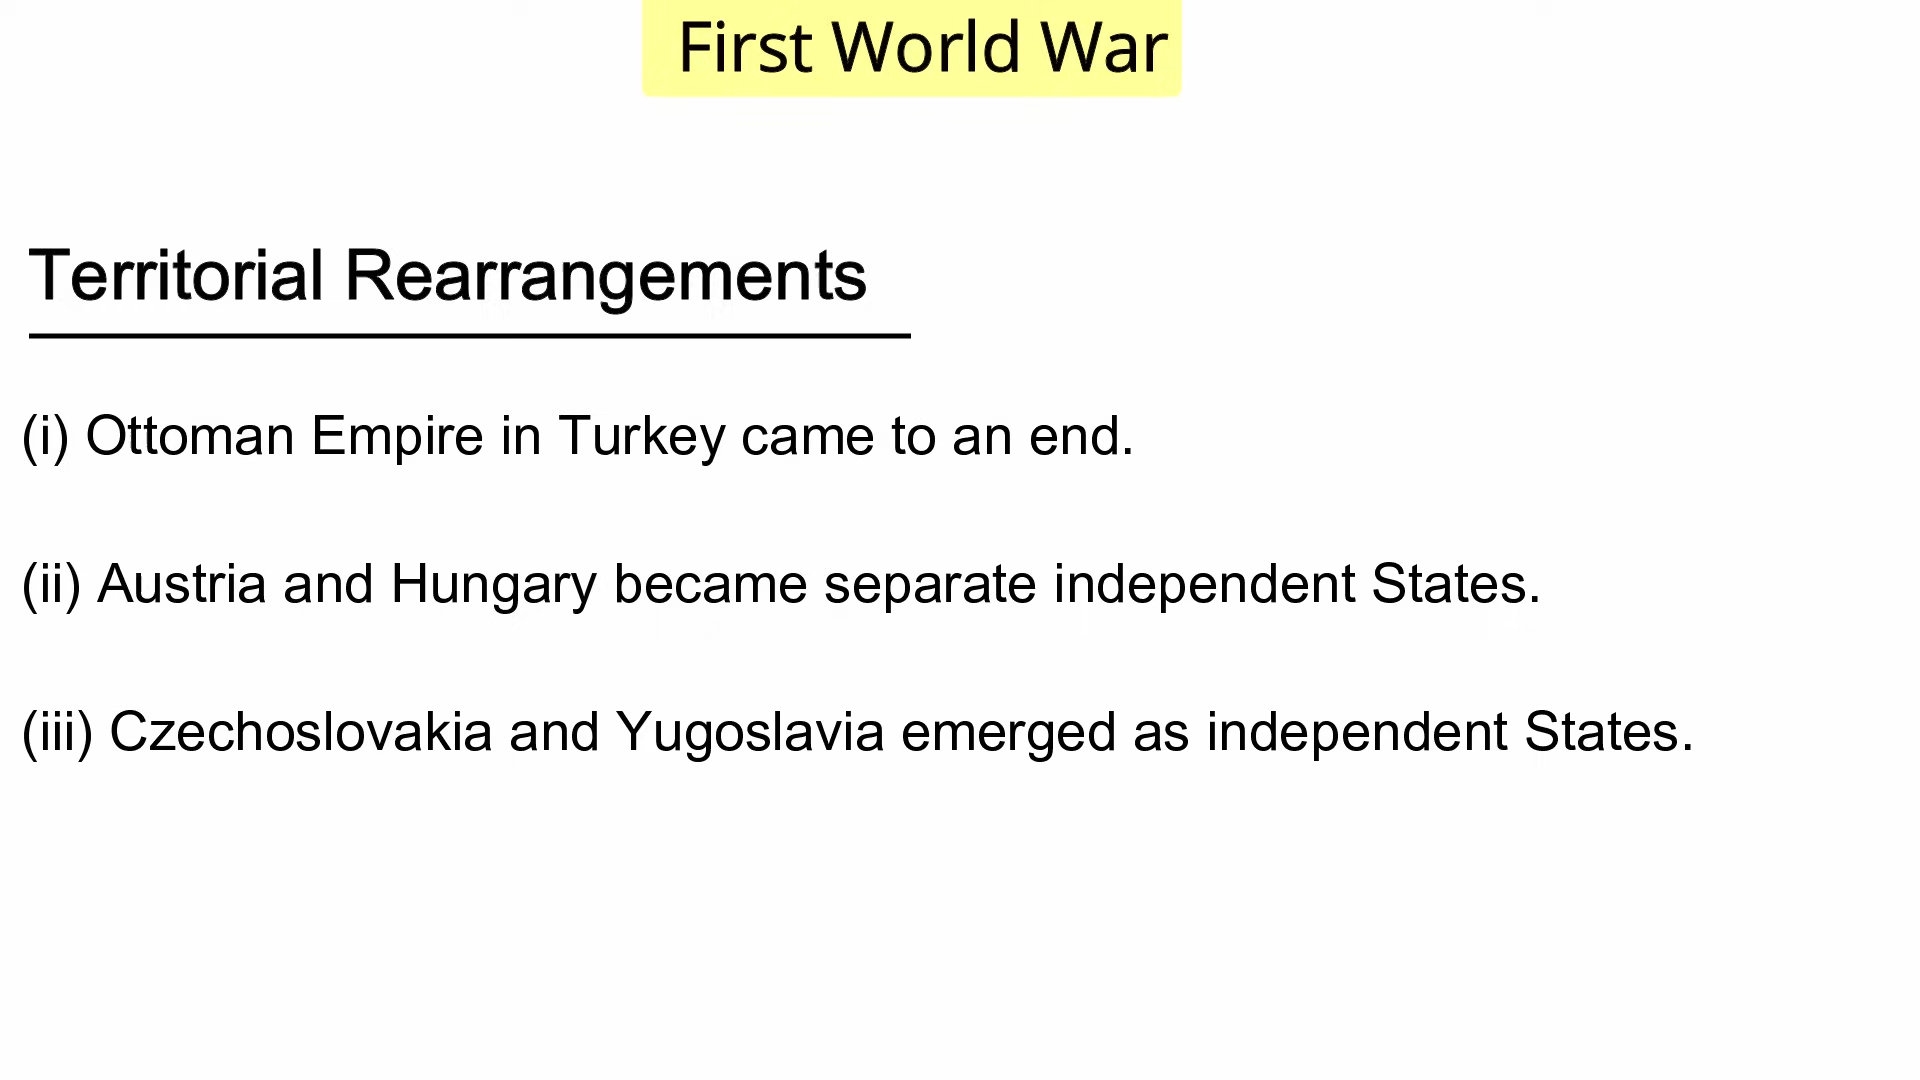 First World War
Territorial Rearrangements
(i) Ottoman Empire in Turkey came to an end.
(ii) Austria and Hungary became separate independent States.
(iii) Czechoslovakia and Yugoslavia emerged as independent States.